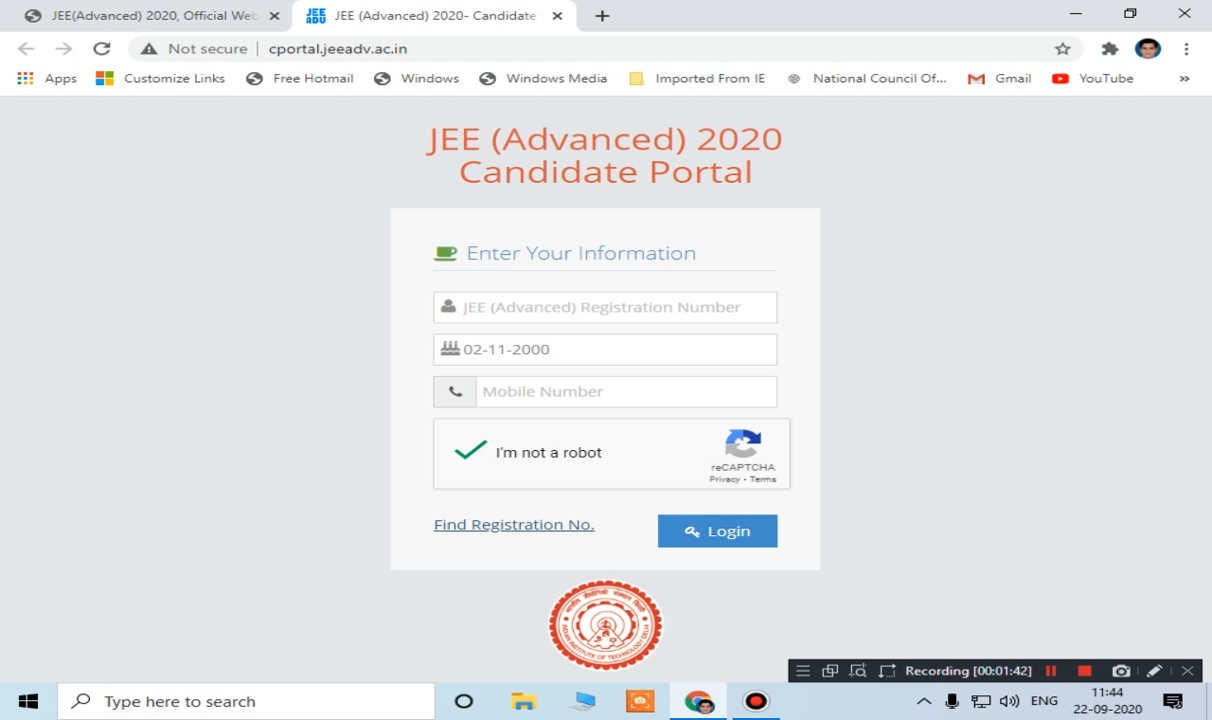 JEE(Advanced) 2020, Official Web
JEE ADV JEE (Advanced) 2020- Candidate
Not secure | cportal.jeeadv.ac.in
Apps Customize Links Free Hotmail Windows Windows Media Imported From IE National Council Of... Gmail YouTube »
JEE (Advanced) 2020
Candidate Portal
Enter Your Information
JEE (Advanced) Registration Number
02-11-2000
Mobile Number
I'm not a robot
reCAPTCHA
Privacy - Terms
Find Registration No.
Login
Recording [00:01:42]
Type here to search
ENG
11:44
22-09-2020